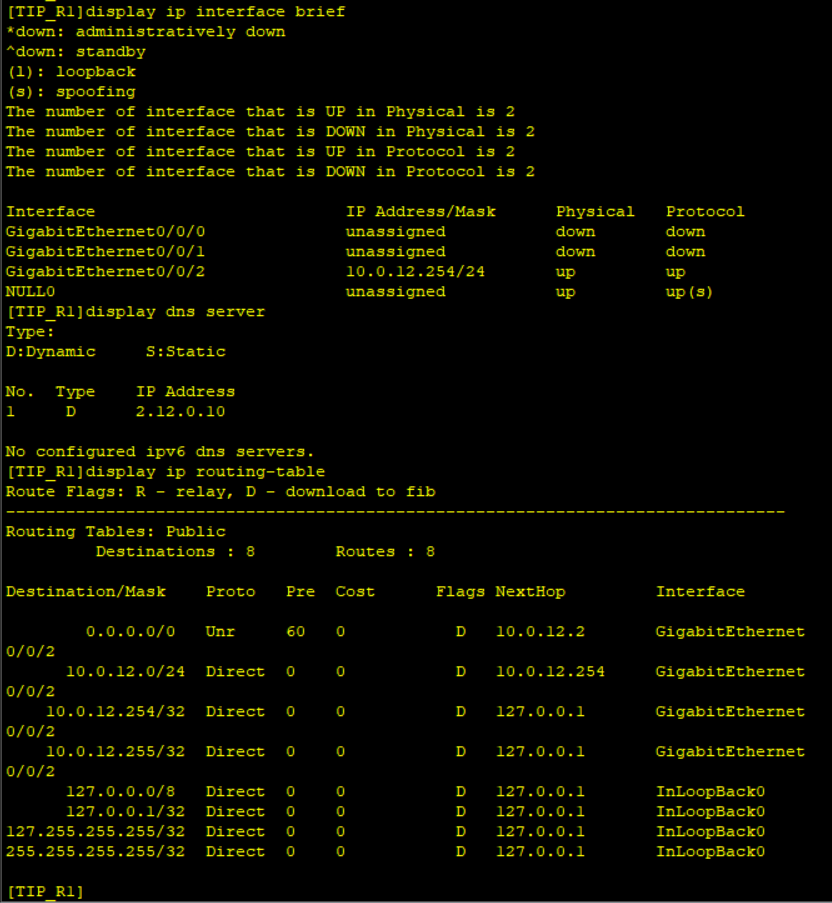 [TIP_R1]display ip interface brief
*down: administratively down
^down: standby
(l): loopback
(s): spoofing
The number of interface that is UP in Physical is 2
The number of interface that is DOWN in Physical is 2
The number of interface that is UP in Protocol is 2
The number of interface that is DOWN in Protocol is 2
Interface                         IP Address/Mask      Physical   Protocol
GigabitEthernet0/0/0              unassigned           down       down
GigabitEthernet0/0/1              unassigned           down       down
GigabitEthernet0/0/2              10.0.12.254/24       up         up
NULL0                             unassigned           up         up(s)
[TIP_R1]display dns server
Type:
D:Dynamic     S:Static
No.  Type    IP Address
1     D      2.12.0.10
No configured ipv6 dns servers.
[TIP_R1]display ip routing-table
Route Flags: R - relay, D - download to fib
------------------------------------------------------------------------------
Routing Tables: Public
         Destinations : 8        Routes : 8
Destination/Mask    Proto   Pre  Cost      Flags NextHop         Interface
        0.0.0.0/0   Unr     60   0           D   10.0.12.2       GigabitEthernet
0/0/2
      10.0.12.0/24  Direct  0    0           D   10.0.12.254     GigabitEthernet
0/0/2
    10.0.12.254/32  Direct  0    0           D   127.0.0.1       GigabitEthernet
0/0/2
    10.0.12.255/32  Direct  0    0           D   127.0.0.1       GigabitEthernet
0/0/2
      127.0.0.0/8   Direct  0    0           D   127.0.0.1       InLoopBack0
      127.0.0.1/32  Direct  0    0           D   127.0.0.1       InLoopBack0
127.255.255.255/32  Direct  0    0           D   127.0.0.1       InLoopBack0
255.255.255.255/32  Direct  0    0           D   127.0.0.1       InLoopBack0
[TIP_R1]